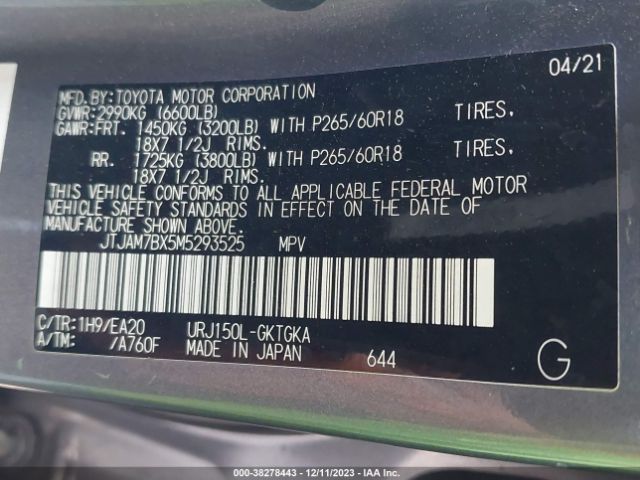 04/21
MFD.BY:TOYOTA MOTOR CORPORATION
GVWR:2990KG (6600LB)
GAWR:FRT. 1450KG (3200LB) WITH P265/60R18 TIRES.
18X7 1/2J RIMS.
RR. 1725KG (3800LB) WITH P265/60R18 TIRES.
18X7 1/2J RIMS.
THIS VEHICLE CONFORMS TO ALL APPLICABLE FEDERAL MOTOR
VEHICLE SAFETY STANDARDS IN EFFECT ON THE DATE OF
MANUFACTURE SHOWN ABOVE.
JTJAM7BX5M5293525 MPV
C/TR:1H9/EA20 URJ150L-GKTGKA
A/TM: /A760F MADE IN JAPAN 644
G
000-38278443 - 12/11/2023 - IAA Inc.